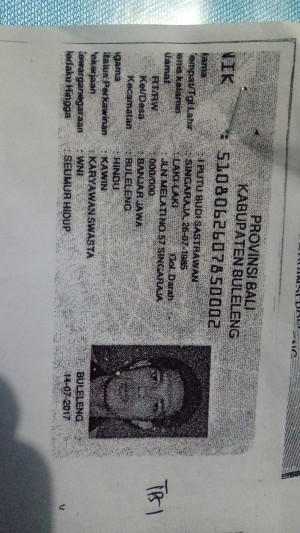 PROVINSI BALI
KABUPATEN BULELENG
NIK : 5108062607850002
Nama : I PUTU BUDI SASTRAWAN
Tempat/Tgl Lahir : SINGARAJA, 26-07-1985
Jenis kelamin : LAKI-LAKI Gol. Darah : -
Alamat : JLN MELATI NO 57 SINGARAJA
RT/RW : 000/000
Kel/Desa : BANJAR JAWA
Kecamatan : BULELENG
Agama : HINDU
Status Perkawinan : KAWIN
Pekerjaan : KARYAWAN SWASTA
Kewarganegaraan : WNI
Berlaku Hingga : SEUMUR HIDUP
BULELENG
14-07-2017
TB-1